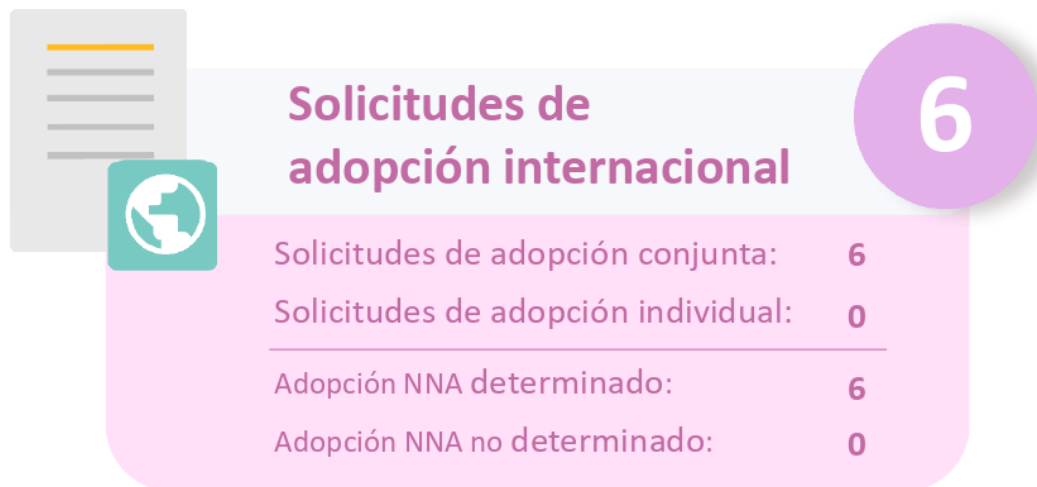 Solicitudes de
adopción internacional
6
Solicitudes de adopción conjunta: 6
Solicitudes de adopción individual: 0
Adopción NNA determinado: 6
Adopción NNA no determinado: 0